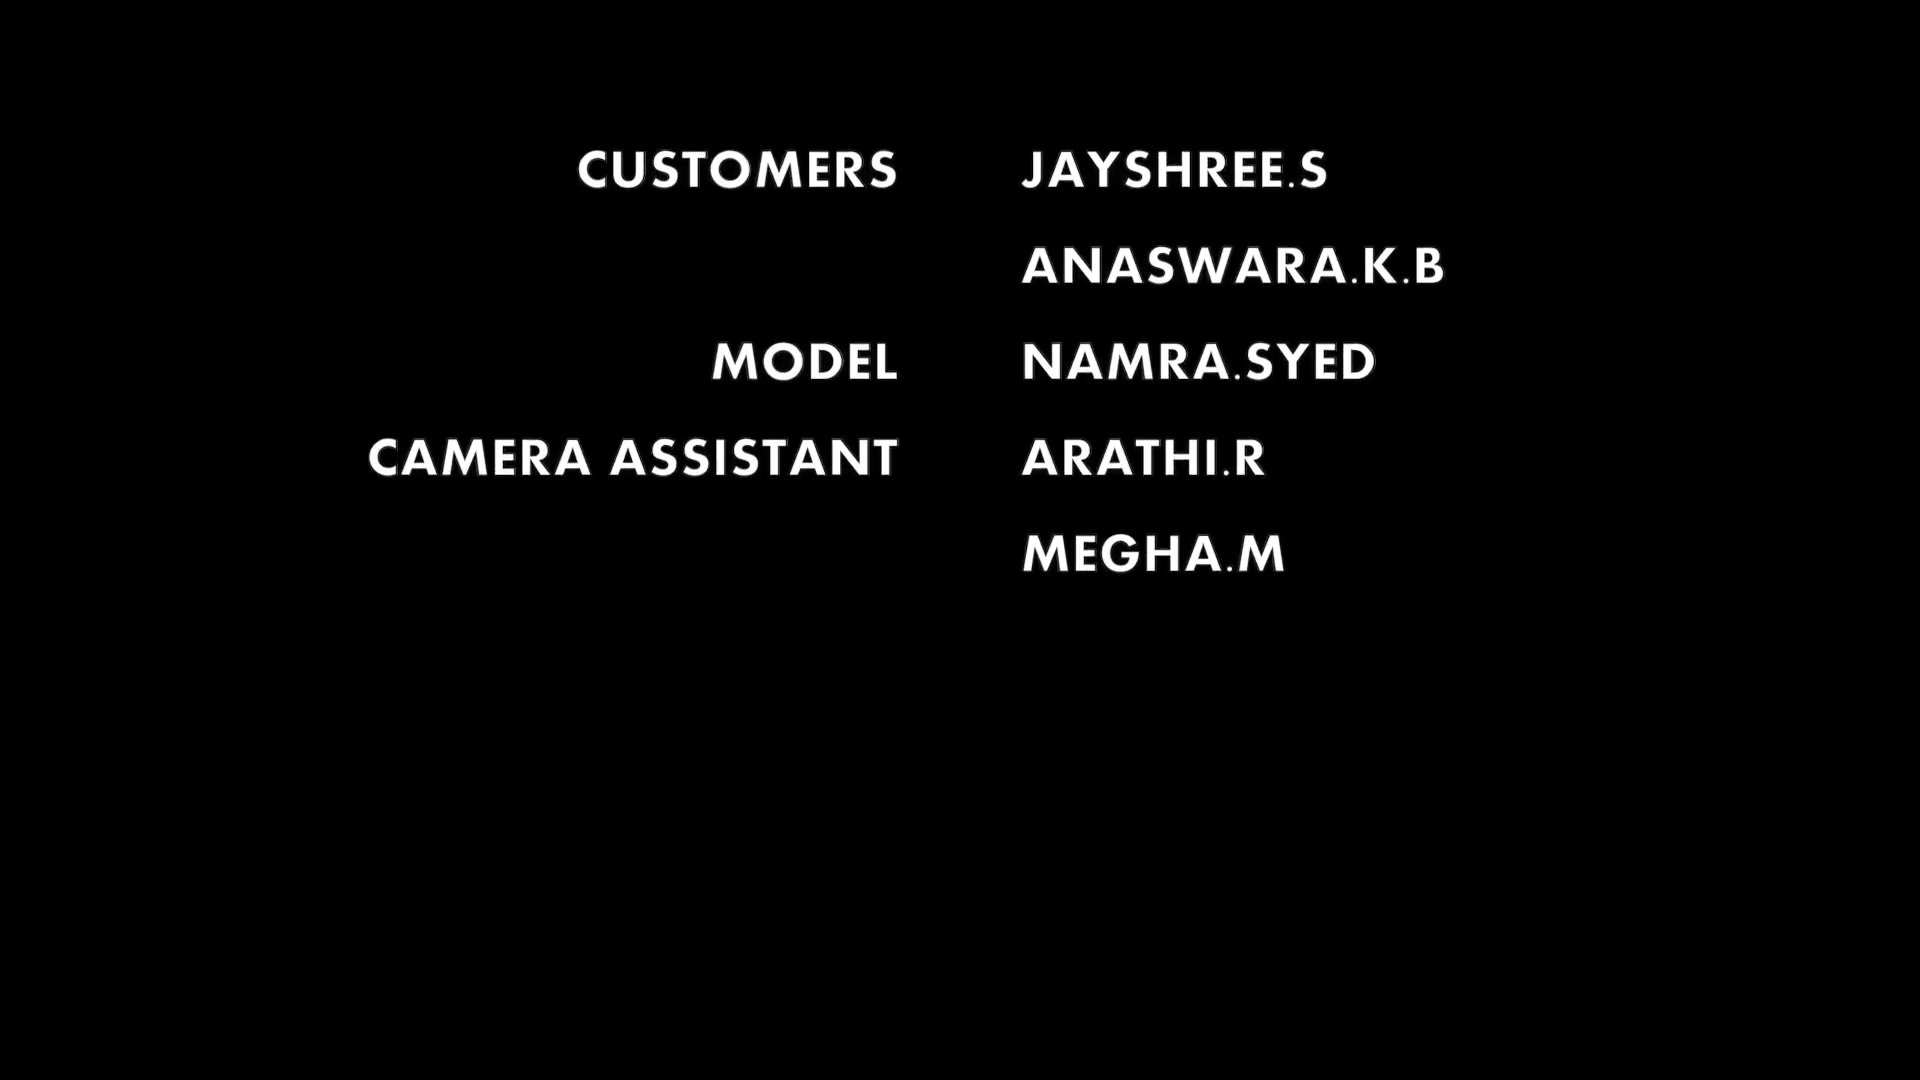 CUSTOMERS JAYSHREE.S
ANASWARA.K.B
MODEL NAMRA.SYED
CAMERA ASSISTANT ARATHI.R
MEGHA.M